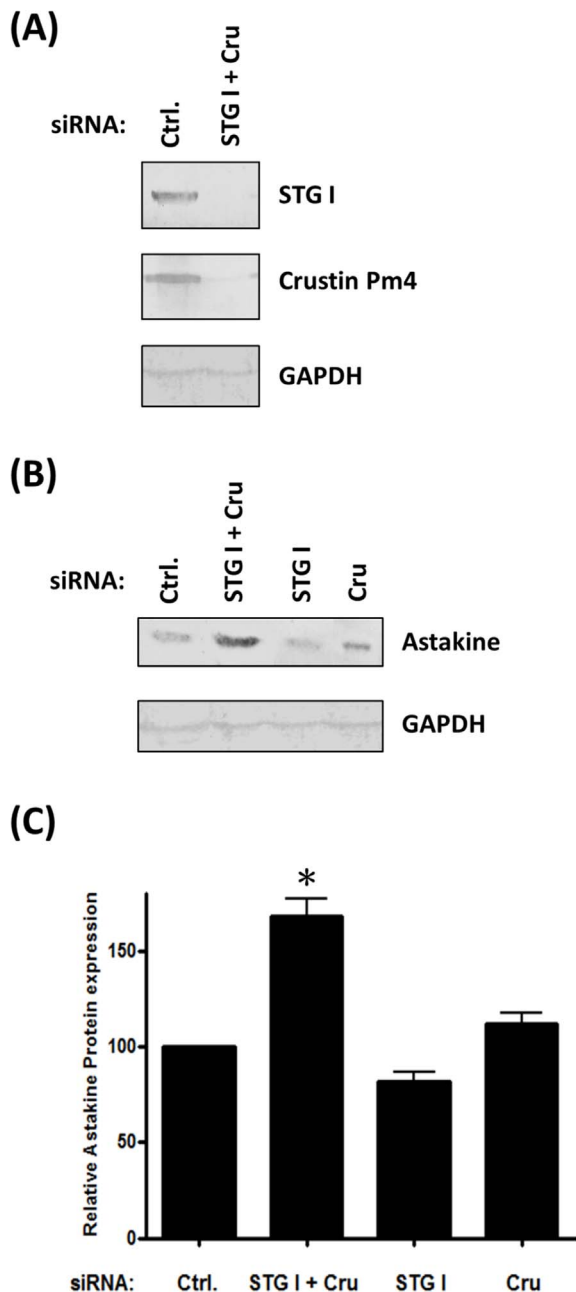 (A)
siRNA: Ctrl. STG I + Cru
STG I
Crustin Pm4
GAPDH
(B)
siRNA: Ctrl. STG I + Cru STG I Cru
Astakine
GAPDH
(C)
*
Relative Astakine Protein expression
150
100
50
0
siRNA: Ctrl. STG I + Cru STG I Cru